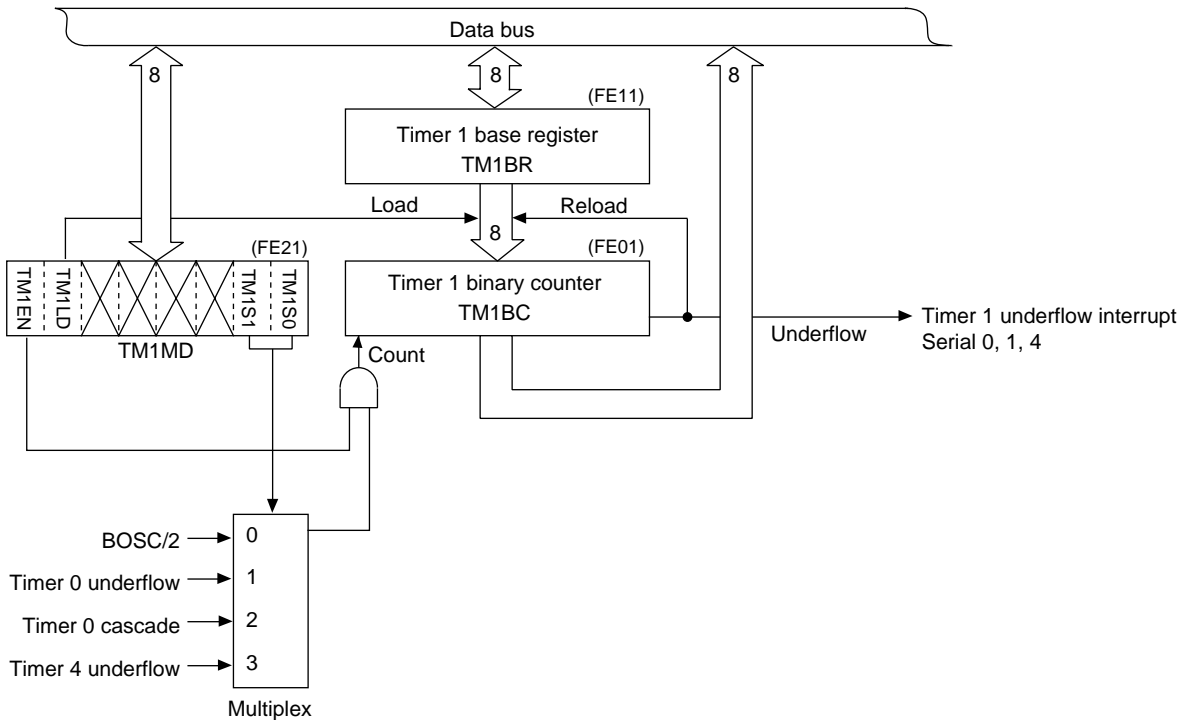 Data bus
8
8
8
(FE11)
Timer 1 base register
TM1BR
Load
Reload
8
(FE21)
(FE01)
TM1EN
TM1LD
TM1S1
TM1S0
Timer 1 binary counter
TM1BC
TM1MD
Count
Underflow
Timer 1 underflow interrupt
Serial 0, 1, 4
BOSC/2
0
Timer 0 underflow
1
Timer 0 cascade
2
Timer 4 underflow
3
Multiplex